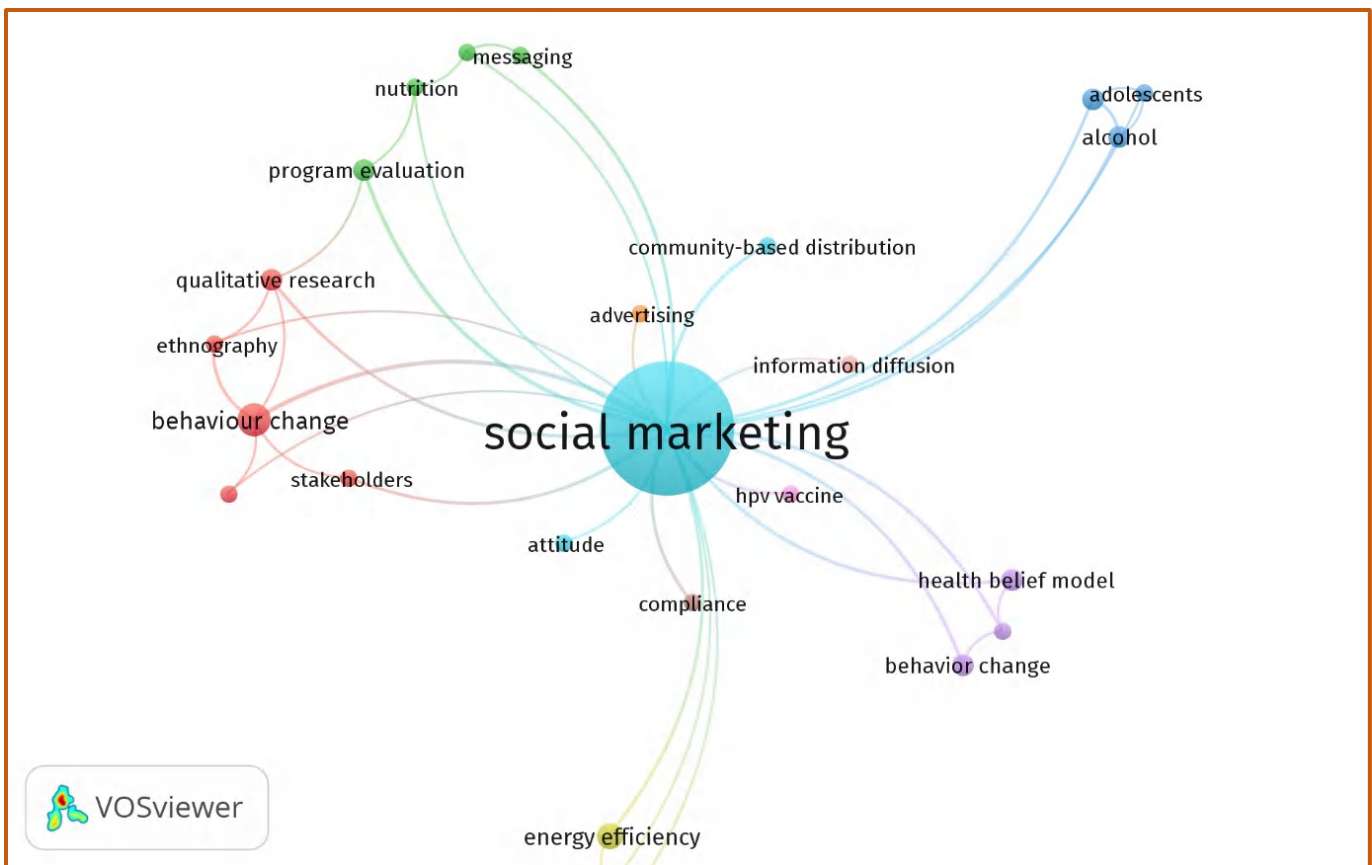 messaging
nutrition
adolescents
alcohol
program evaluation
community-based distribution
qualitative research
advertising
ethnography
information diffusion
behaviour change
social marketing
stakeholders
hpv vaccine
attitude
health belief model
compliance
behavior change
VOSviewer
energy efficiency